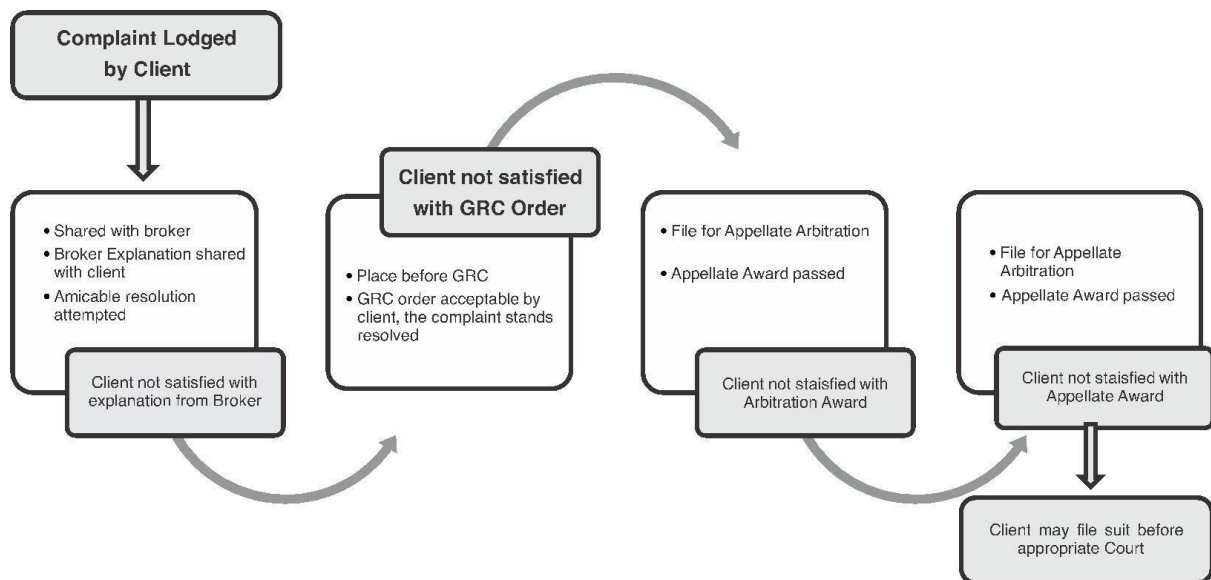 Complaint Lodged
by Client
• Shared with broker
• Broker Explanation shared
with client
• Amicable resolution
attempted
Client not satisfied with
explanation from Broker
Client not satisfied
with GRC Order
• Place before GRC
• GRC order acceptable by
client, the complaint stands
resolved
• File for Appellate Arbitration
• Appellate Award passed
Client not staisfied with
Arbitration Award
• File for Appellate
Arbitration
• Appellate Award passed
Client not staisfied with
Appellate Award
Client may file suit before
appropriate Court